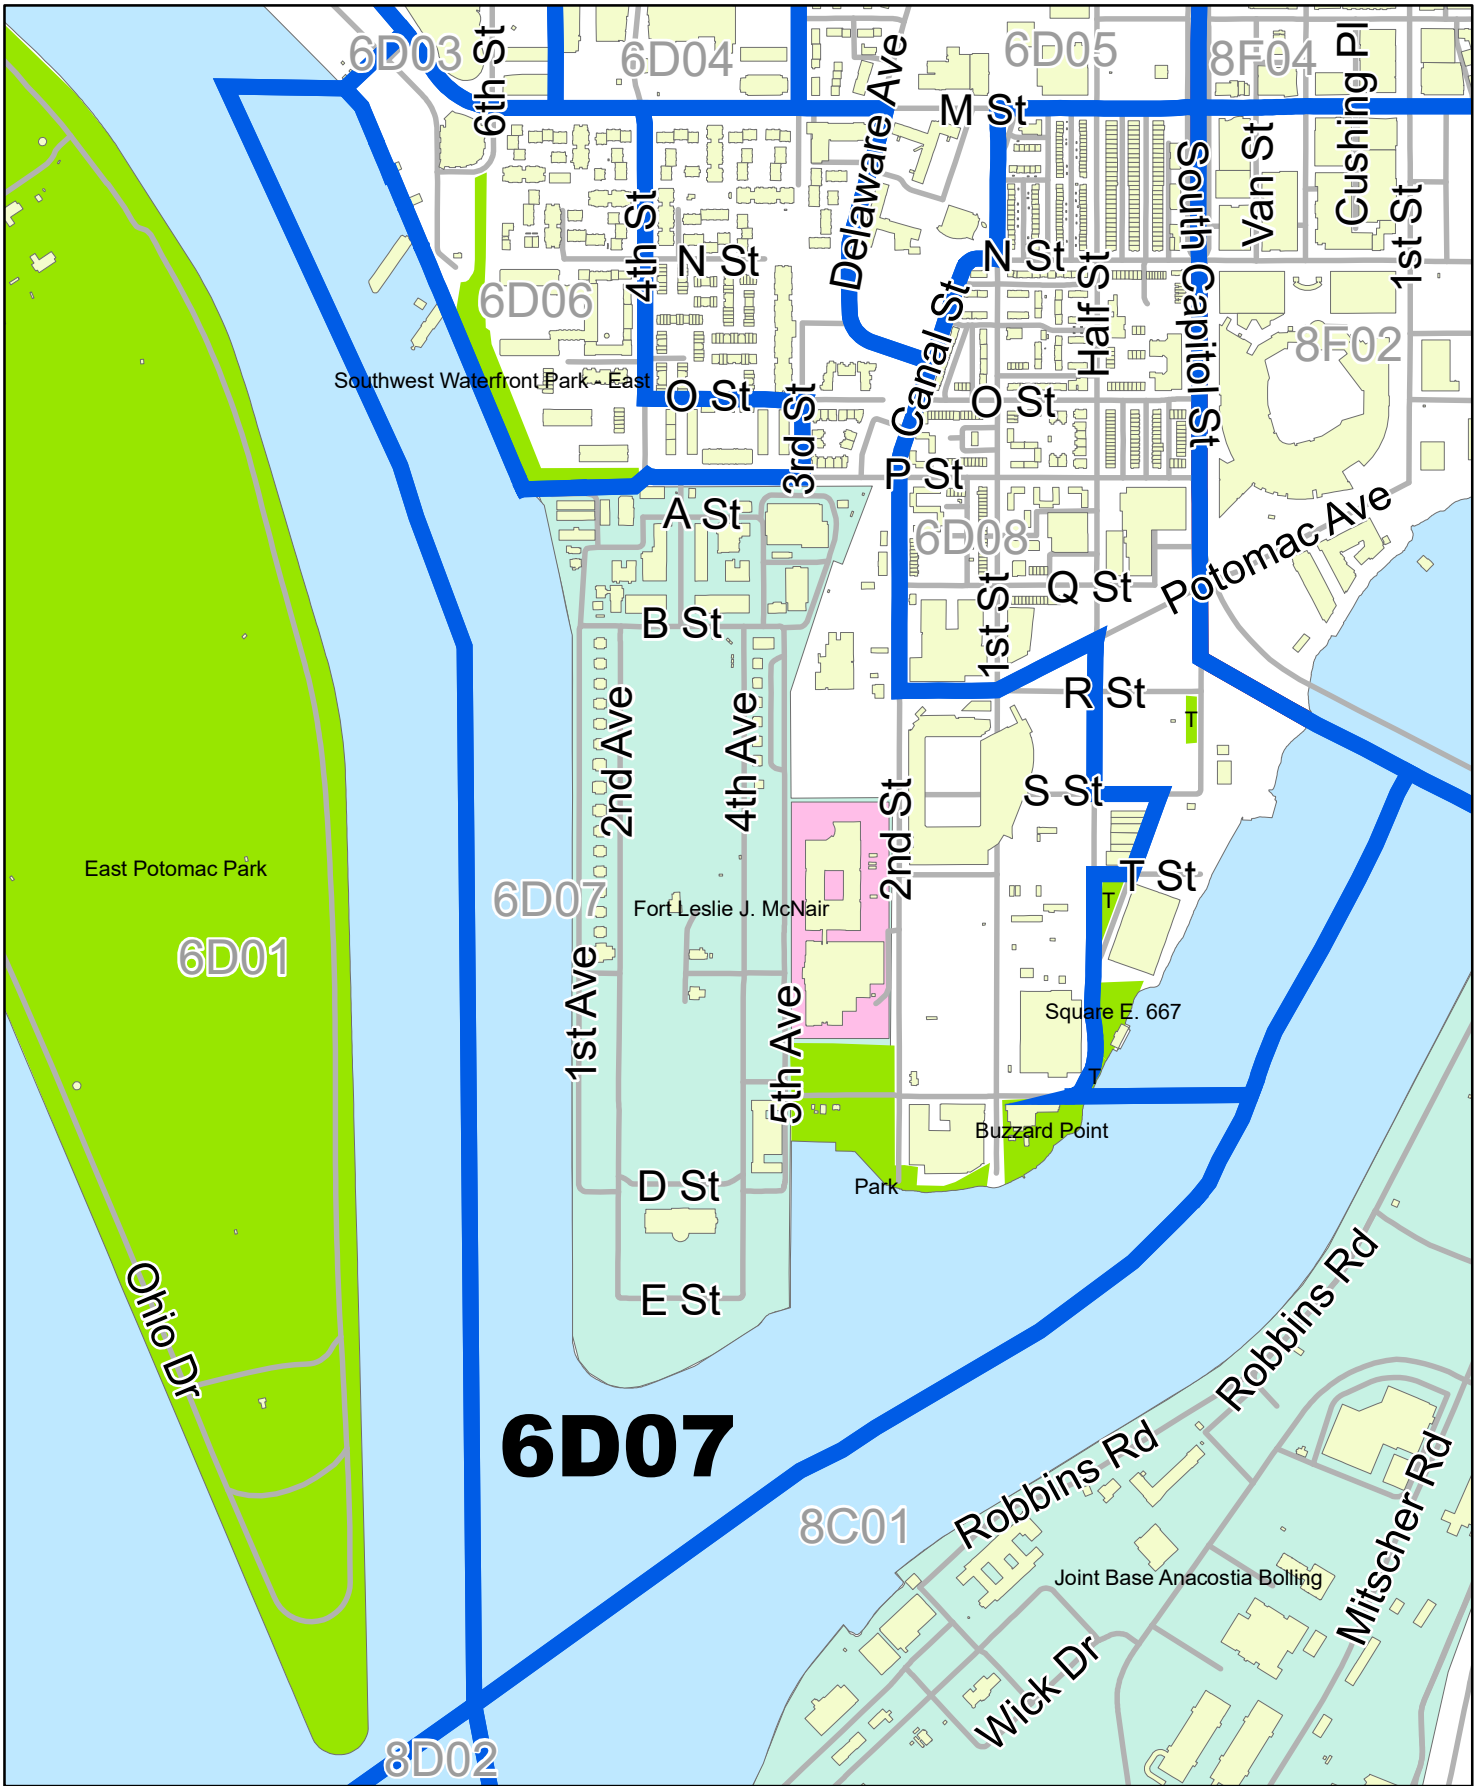 6D03
6th St
6D04
Delaware Ave
6D05
8F04
Cushing Pl
M St
Van St
South Capitol St
1st St
4th St
N St
N St
6D06
Canal St
Half St
8F02
Southwest Waterfront Park - East
O St
3rd St
O St
P St
A St
6D08
Potomac Ave
Q St
B St
1st St
R St
T
2nd Ave
4th Ave
S St
2nd St
East Potomac Park
T St
6D07
Fort Leslie J. McNair
T
6D01
1st Ave
5th Ave
Square E. 667
T
Buzzard Point
Park
D St
E St
Ohio Dr
Robbins Rd
6D07
Robbins Rd
8C01
Mitscher Rd
Joint Base Anacostia Bolling
Wick Dr
8D02